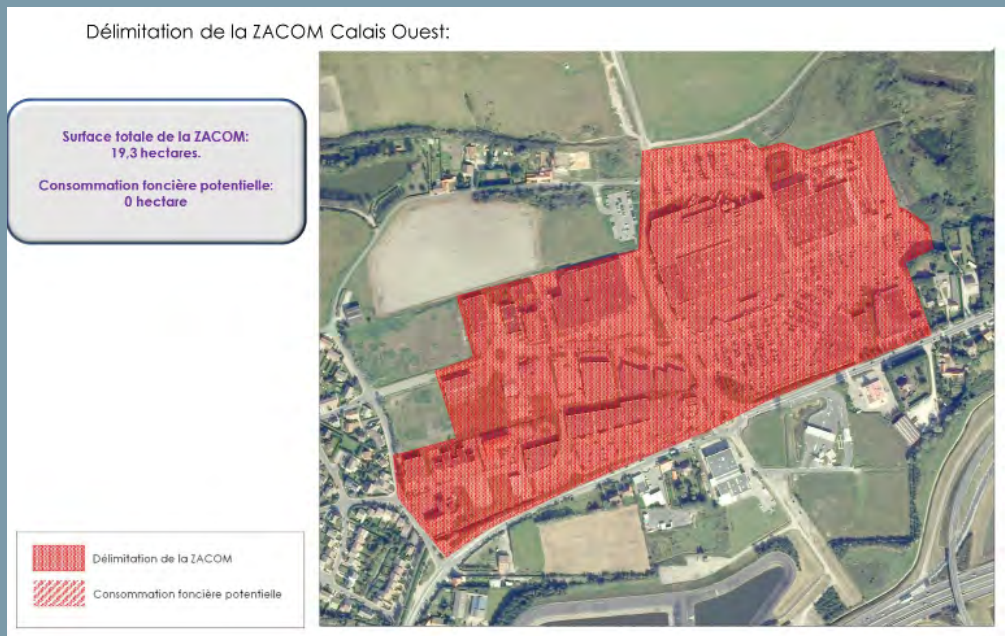 Délimitation de la ZACOM Calais Ouest:
Surface totale de la ZACOM:
19,3 hectares.
Consommation foncière potentielle:
0 hectare
Délimitation de la ZACOM
Consommation foncière potentielle